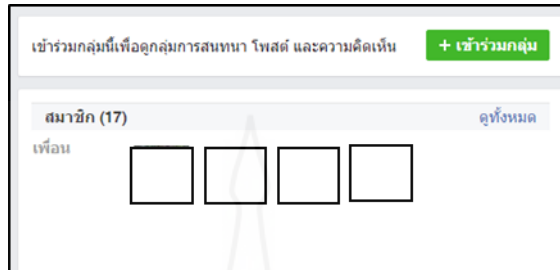 เข้าร่วมกลุ่มนี้เพื่อดูกลุ่มการสนทนา โพสต์ และความคิดเห็น + เข้าร่วมกลุ่ม
สมาชิก (17) ดูทั้งหมด
เพื่อน